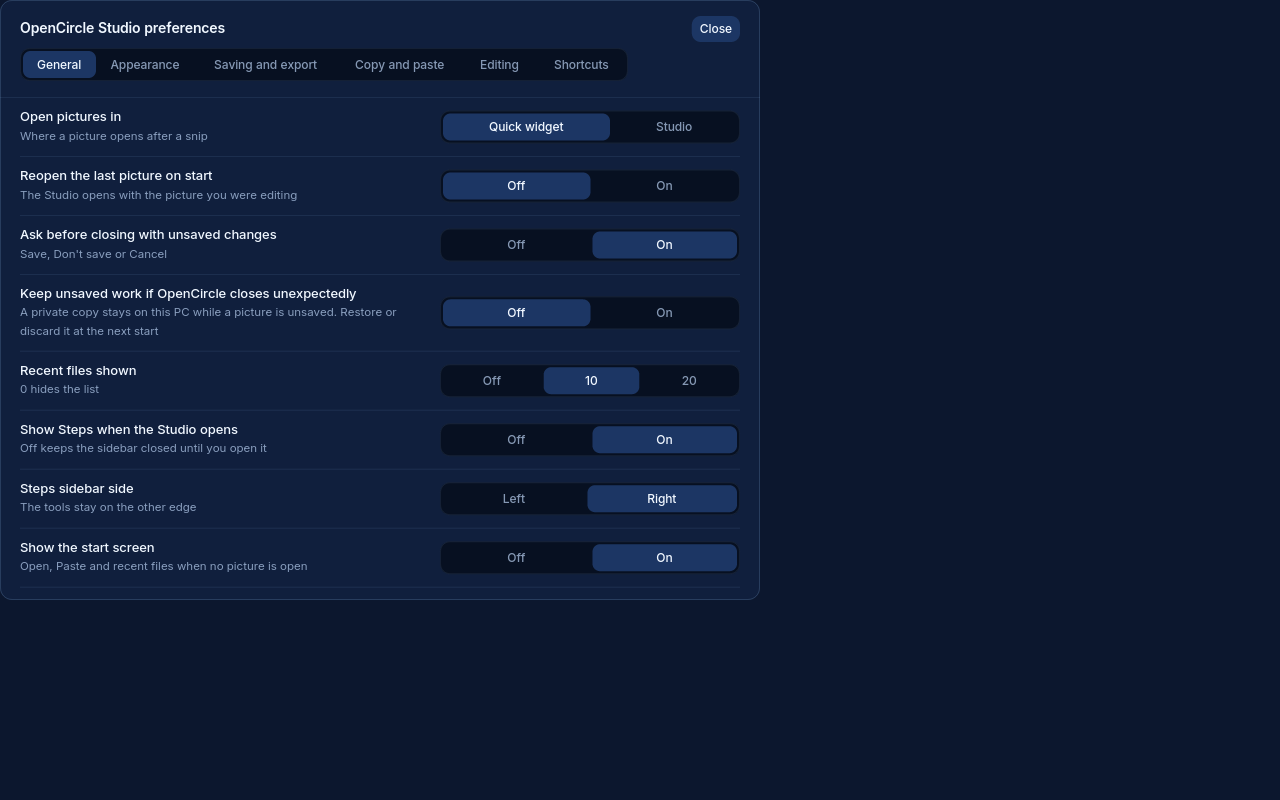 OpenCircle Studio preferences
Close
General
Appearance
Saving and export
Copy and paste
Editing
Shortcuts
Open pictures in
Where a picture opens after a snip
Quick widget
Studio
Reopen the last picture on start
The Studio opens with the picture you were editing
Off
On
Ask before closing with unsaved changes
Save, Don't save or Cancel
Off
On
Keep unsaved work if OpenCircle closes unexpectedly
A private copy stays on this PC while a picture is unsaved. Restore or
discard it at the next start
Off
On
Recent files shown
0 hides the list
Off
10
20
Show Steps when the Studio opens
Off keeps the sidebar closed until you open it
Off
On
Steps sidebar side
The tools stay on the other edge
Left
Right
Show the start screen
Open, Paste and recent files when no picture is open
Off
On